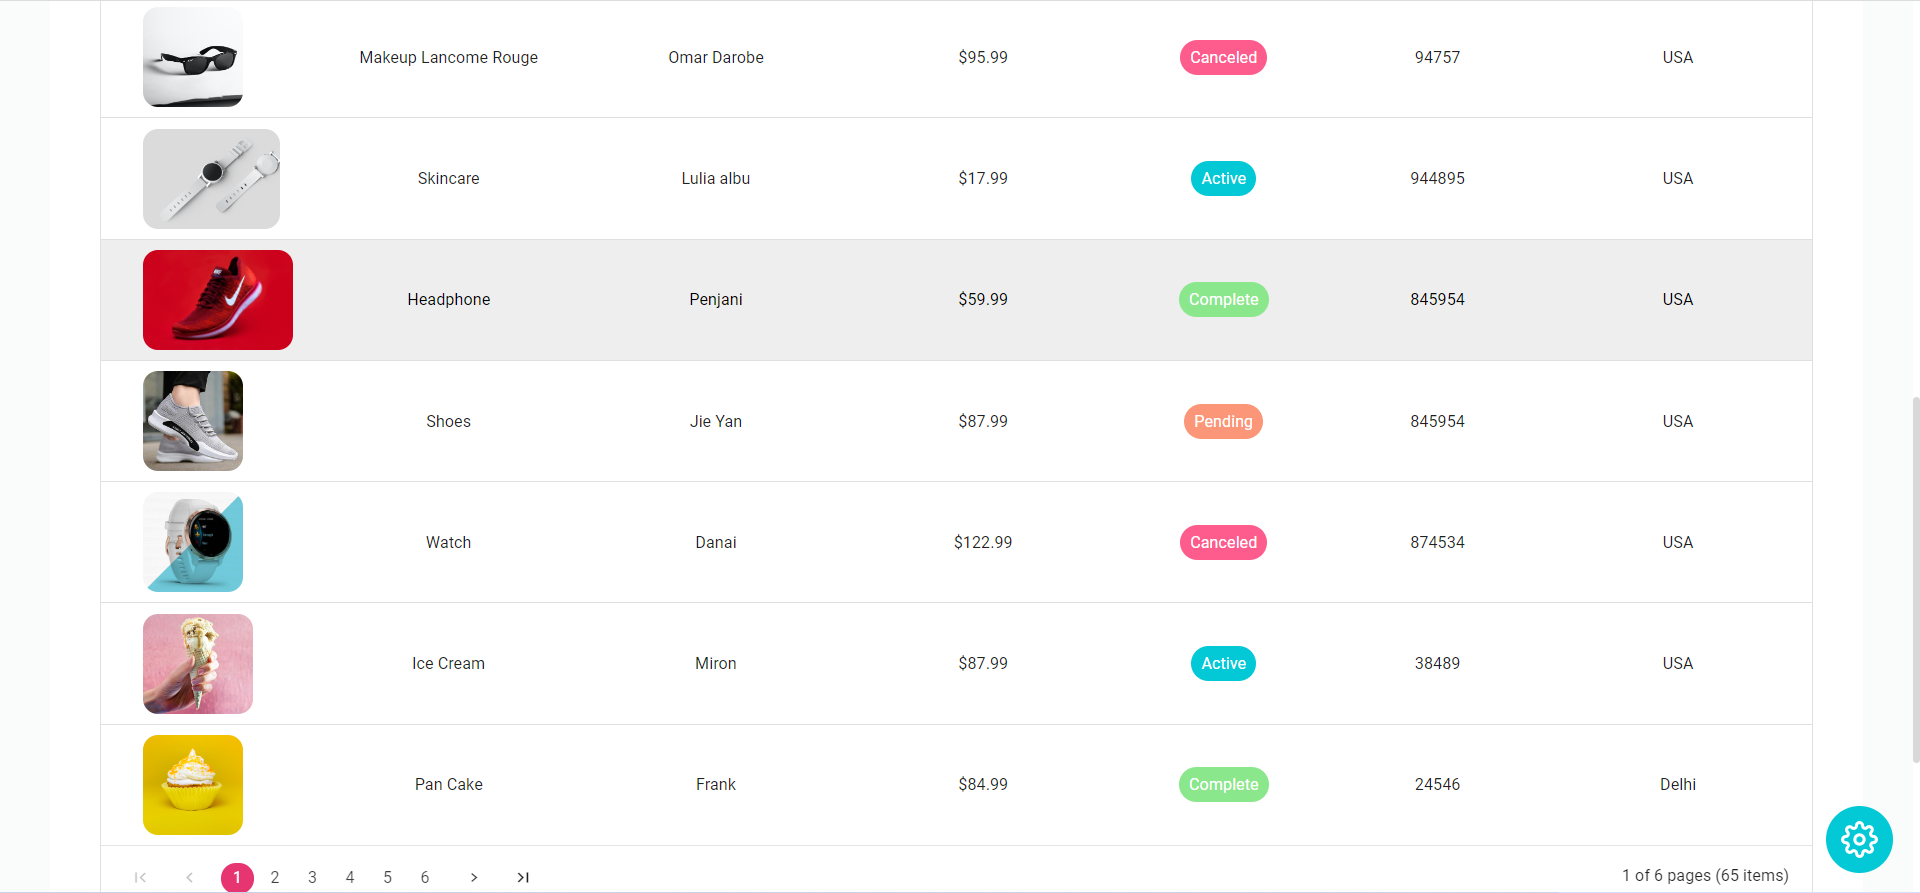 Makeup Lancome Rouge Omar Darobe $95.99 Canceled 94757 USA
Skincare Lulia albu $17.99 Active 944895 USA
Headphone Penjani $59.99 Complete 845954 USA
Shoes Jie Yan $87.99 Pending 845954 USA
Watch Danai $122.99 Canceled 874534 USA
Ice Cream Miron $87.99 Active 38489 USA
Pan Cake Frank $84.99 Complete 24546 Delhi
1 2 3 4 5 6 1 of 6 pages (65 items)